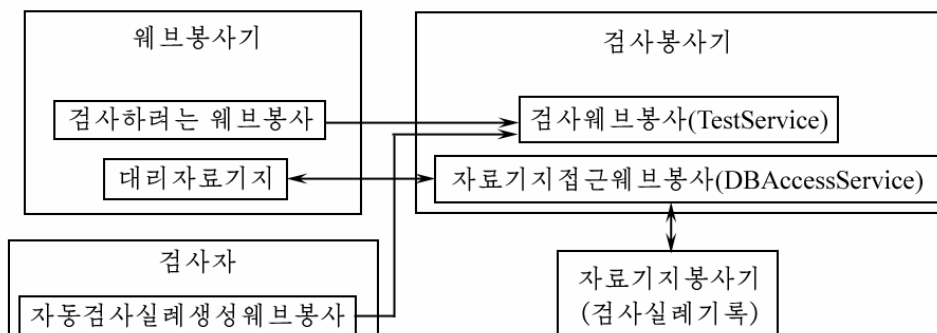 웨브봉사기
검사하려는 웨브봉사
대리자료기지
검사봉사기
검사웨브봉사(TestService)
자료기지접근웨브봉사(DBAccessService)
검사자
자동검사실례생성웨브봉사
자료기지봉사기
(검사실례기록)